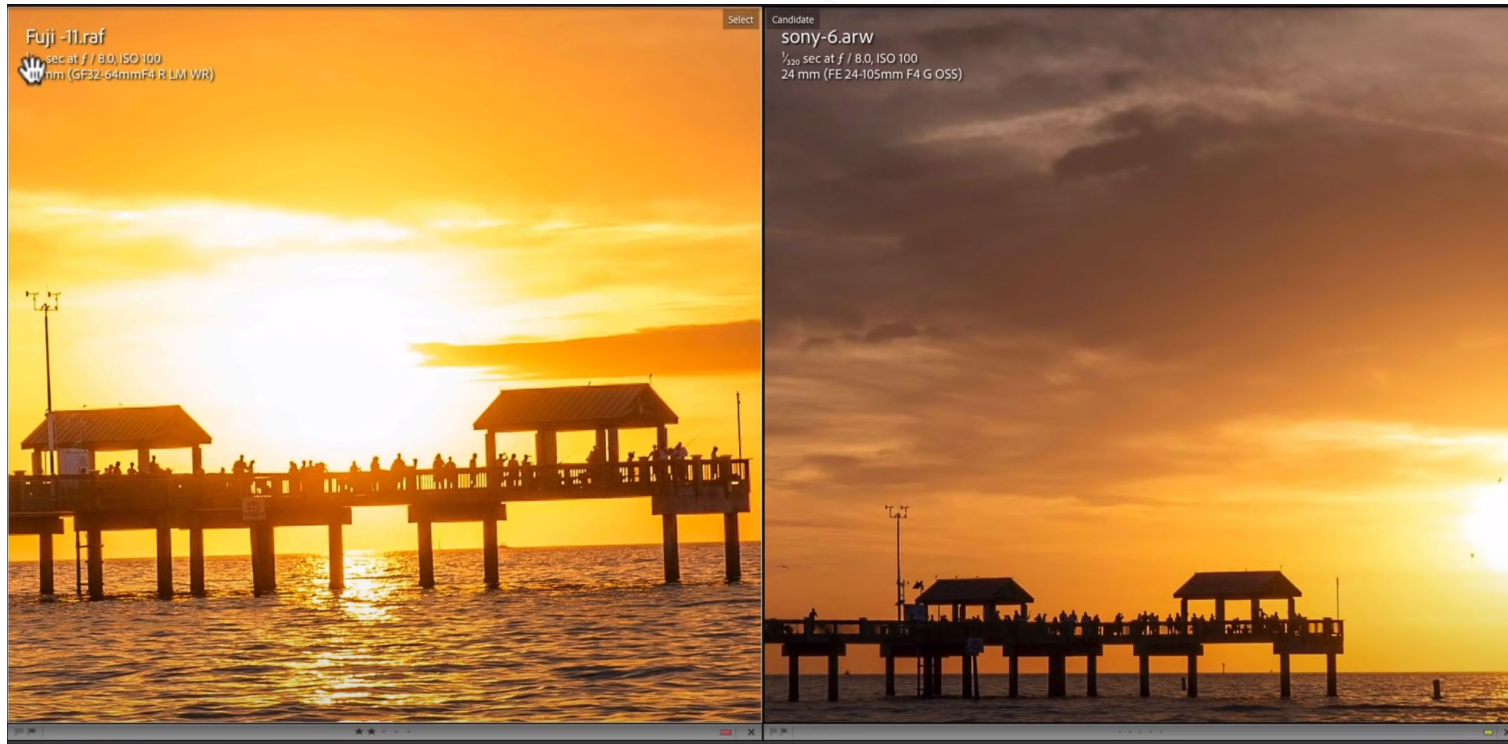 Select
Fuji -11.raf
sec at ƒ / 8.0, ISO 100
mm (GF32-64mmF4 R LM WR)
Candidate
sony-6.arw
1/320 sec at ƒ / 8.0, ISO 100
24 mm (FE 24-105mm F4 G OSS)